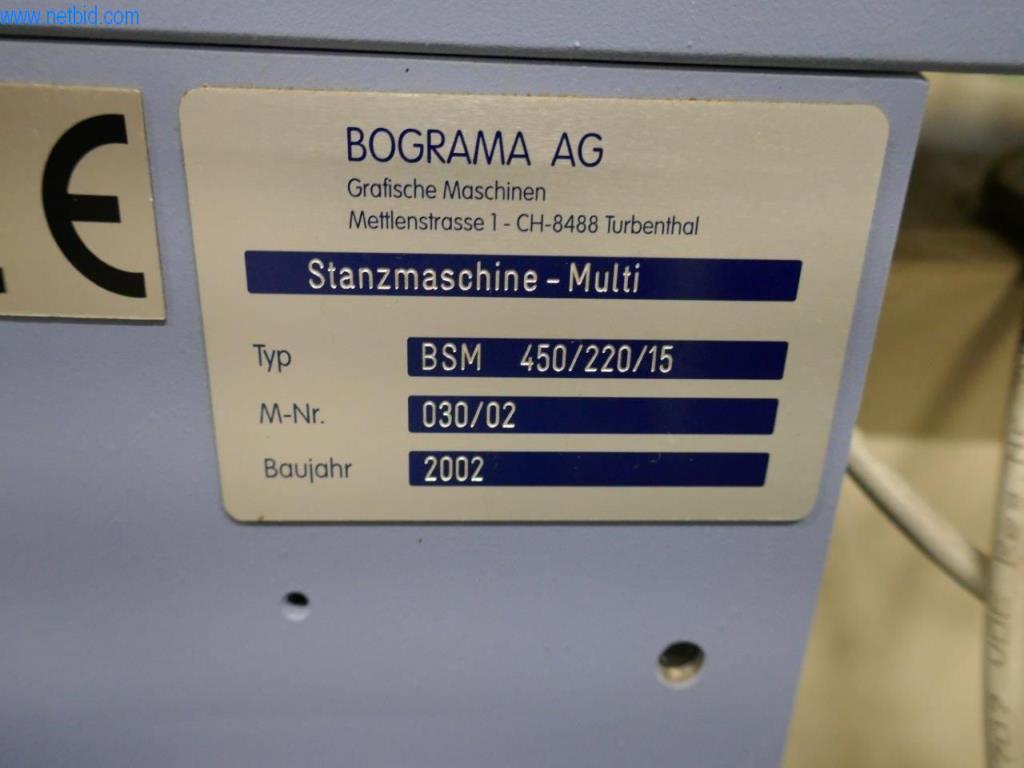 www.netbid.com
CE
BOGRAMA AG
Grafische Maschinen
Mettlenstrasse 1 - CH-8488 Turbenthal
Stanzmaschine - Multi
Typ BSM 450/220/15
M-Nr. 030/02
Baujahr 2002